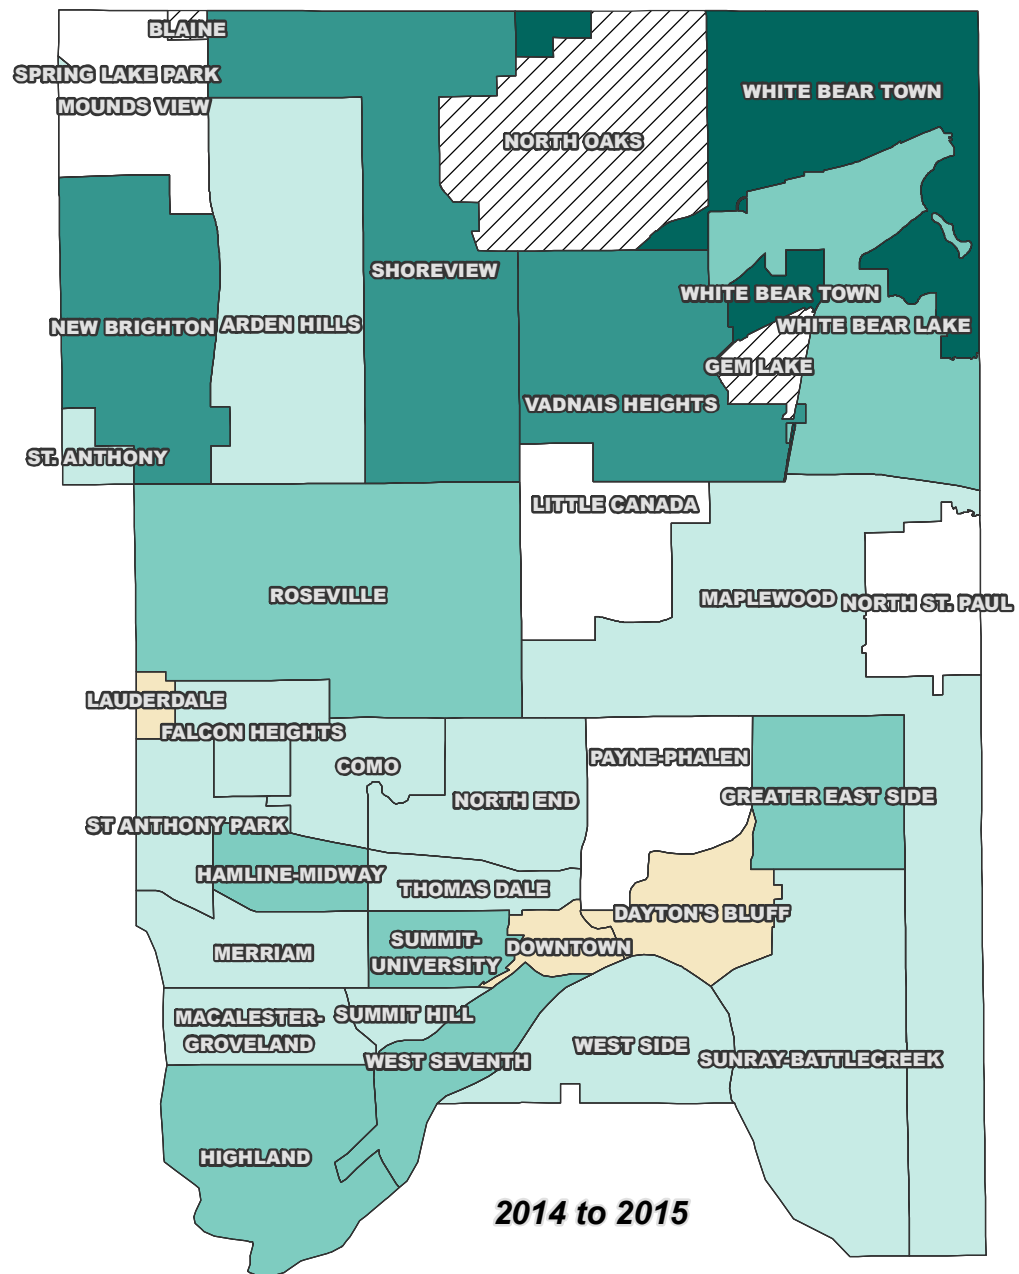 BLAINE
SPRING LAKE PARK
MOUNDS VIEW
WHITE BEAR TOWN
NORTH OAKS
SHOREVIEW
WHITE BEAR TOWN
NEW BRIGHTON
ARDEN HILLS
WHITE BEAR LAKE
GEM LAKE
VADNAIS HEIGHTS
ST. ANTHONY
LITTLE CANADA
ROSEVILLE
MAPLEWOOD
NORTH ST. PAUL
LAUDERDALE
FALCON HEIGHTS
COMO
PAYNE-PHALEN
NORTH END
GREATER EAST SIDE
ST ANTHONY PARK
HAMLINE-MIDWAY
THOMAS DALE
DAYTON'S BLUFF
SUMMIT-
UNIVERSITY
DOWNTOWN
MERRIAM
MACALESTER-
GROVELAND
SUMMIT HILL
WEST SEVENTH
WEST SIDE
SUNRAY-BATTLECREEK
HIGHLAND
2014 to 2015